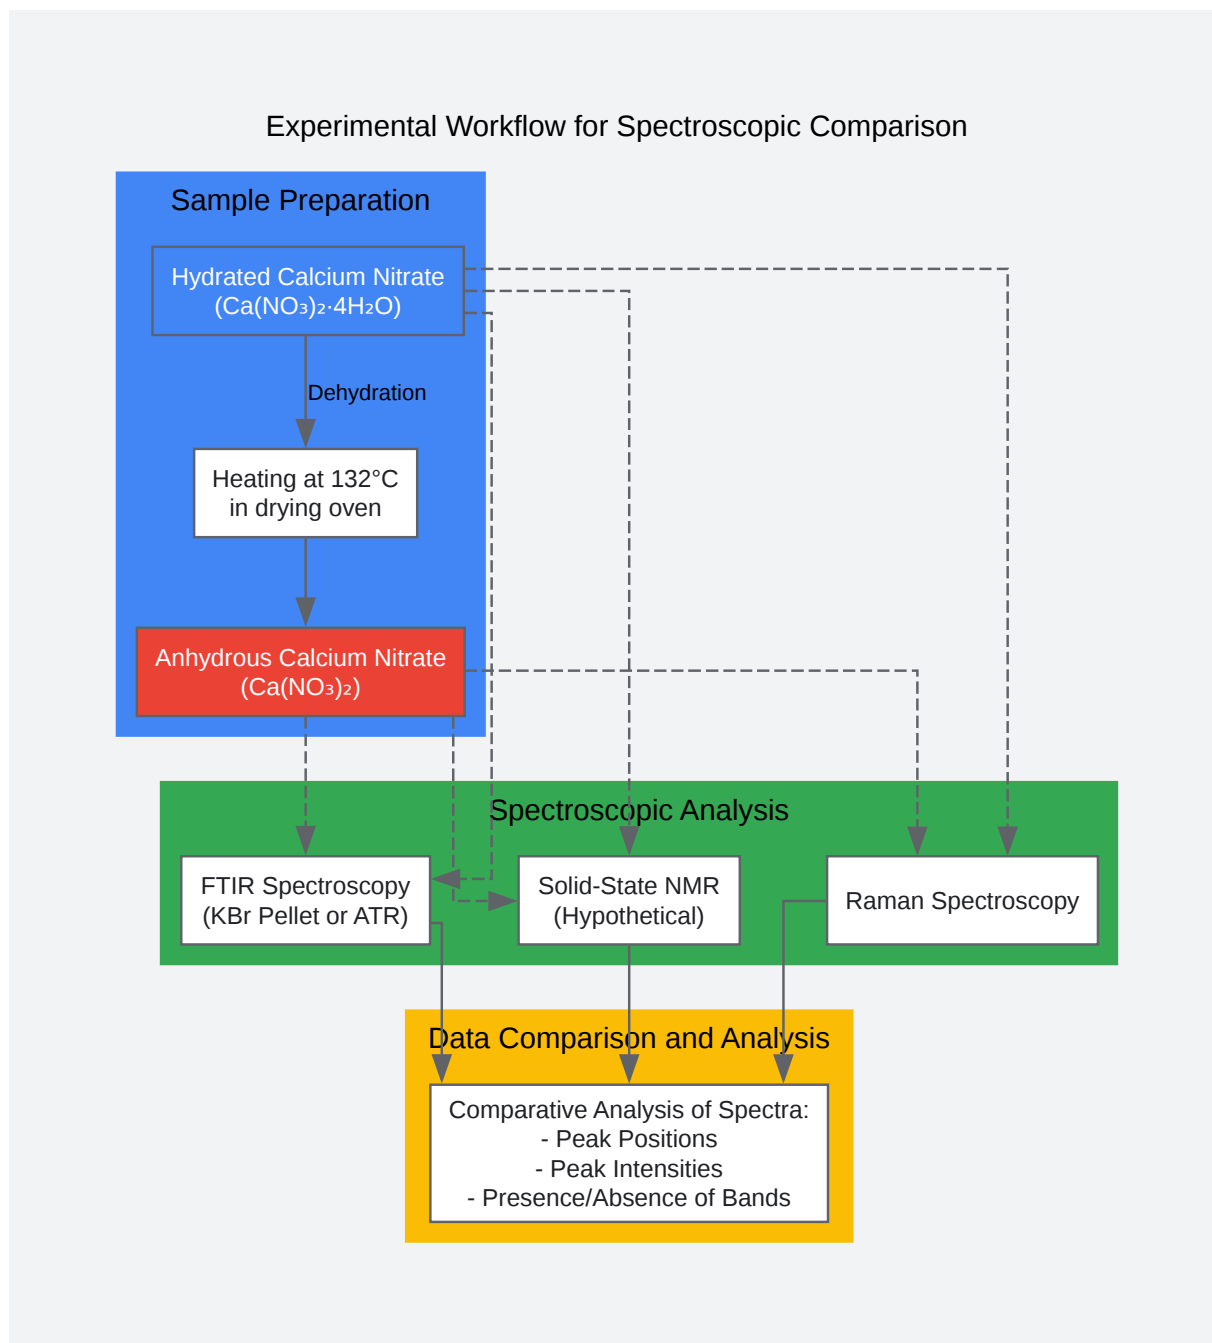 Experimental Workflow for Spectroscopic Comparison
Sample Preparation
Hydrated Calcium Nitrate
(Ca(NO₃)₂·4H₂O)
Dehydration
Heating at 132°C
in drying oven
Anhydrous Calcium Nitrate
(Ca(NO₃)₂)
Spectroscopic Analysis
FTIR Spectroscopy
(KBr Pellet or ATR)
Solid-State NMR
(Hypothetical)
Raman Spectroscopy
Data Comparison and Analysis
Comparative Analysis of Spectra:
- Peak Positions
- Peak Intensities
- Presence/Absence of Bands